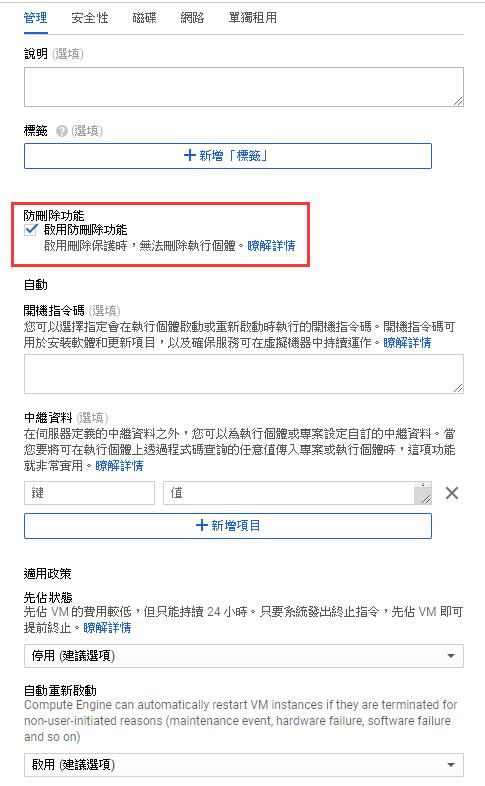 管理 安全性 磁碟 網路 單獨租用
說明 (選填)
標籤 (選填)
新增「標籤」
防刪除功能
啟用防刪除功能
啟用刪除保護時，無法刪除執行個體。瞭解詳情
自動
開機指令碼 (選填)
您可以選擇指定會在執行個體啟動或重新啟動時執行的開機指令碼。開機指令碼可
用於安裝軟體和更新項目，以及確保服務可在虛擬機器中持續運作。瞭解詳情
中繼資料 (選填)
在伺服器定義的中繼資料之外，您可以為執行個體或專案設定自訂的中繼資料。當
您要將可在執行個體上透過程式碼查詢的任意值傳入專案或執行個體時，這項功能
就非常實用。瞭解詳情
鍵 值
新增項目
適用政策
先佔狀態
先佔 VM 的費用較低，但只能持續 24 小時。只要系統發出終止指令，先佔 VM 即可
提前終止。瞭解詳情
停用 (建議選項)
自動重新啟動
Compute Engine can automatically restart VM instances if they are terminated for
non-user-initiated reasons (maintenance event, hardware failure, software failure
and so on)
啟用 (建議選項)